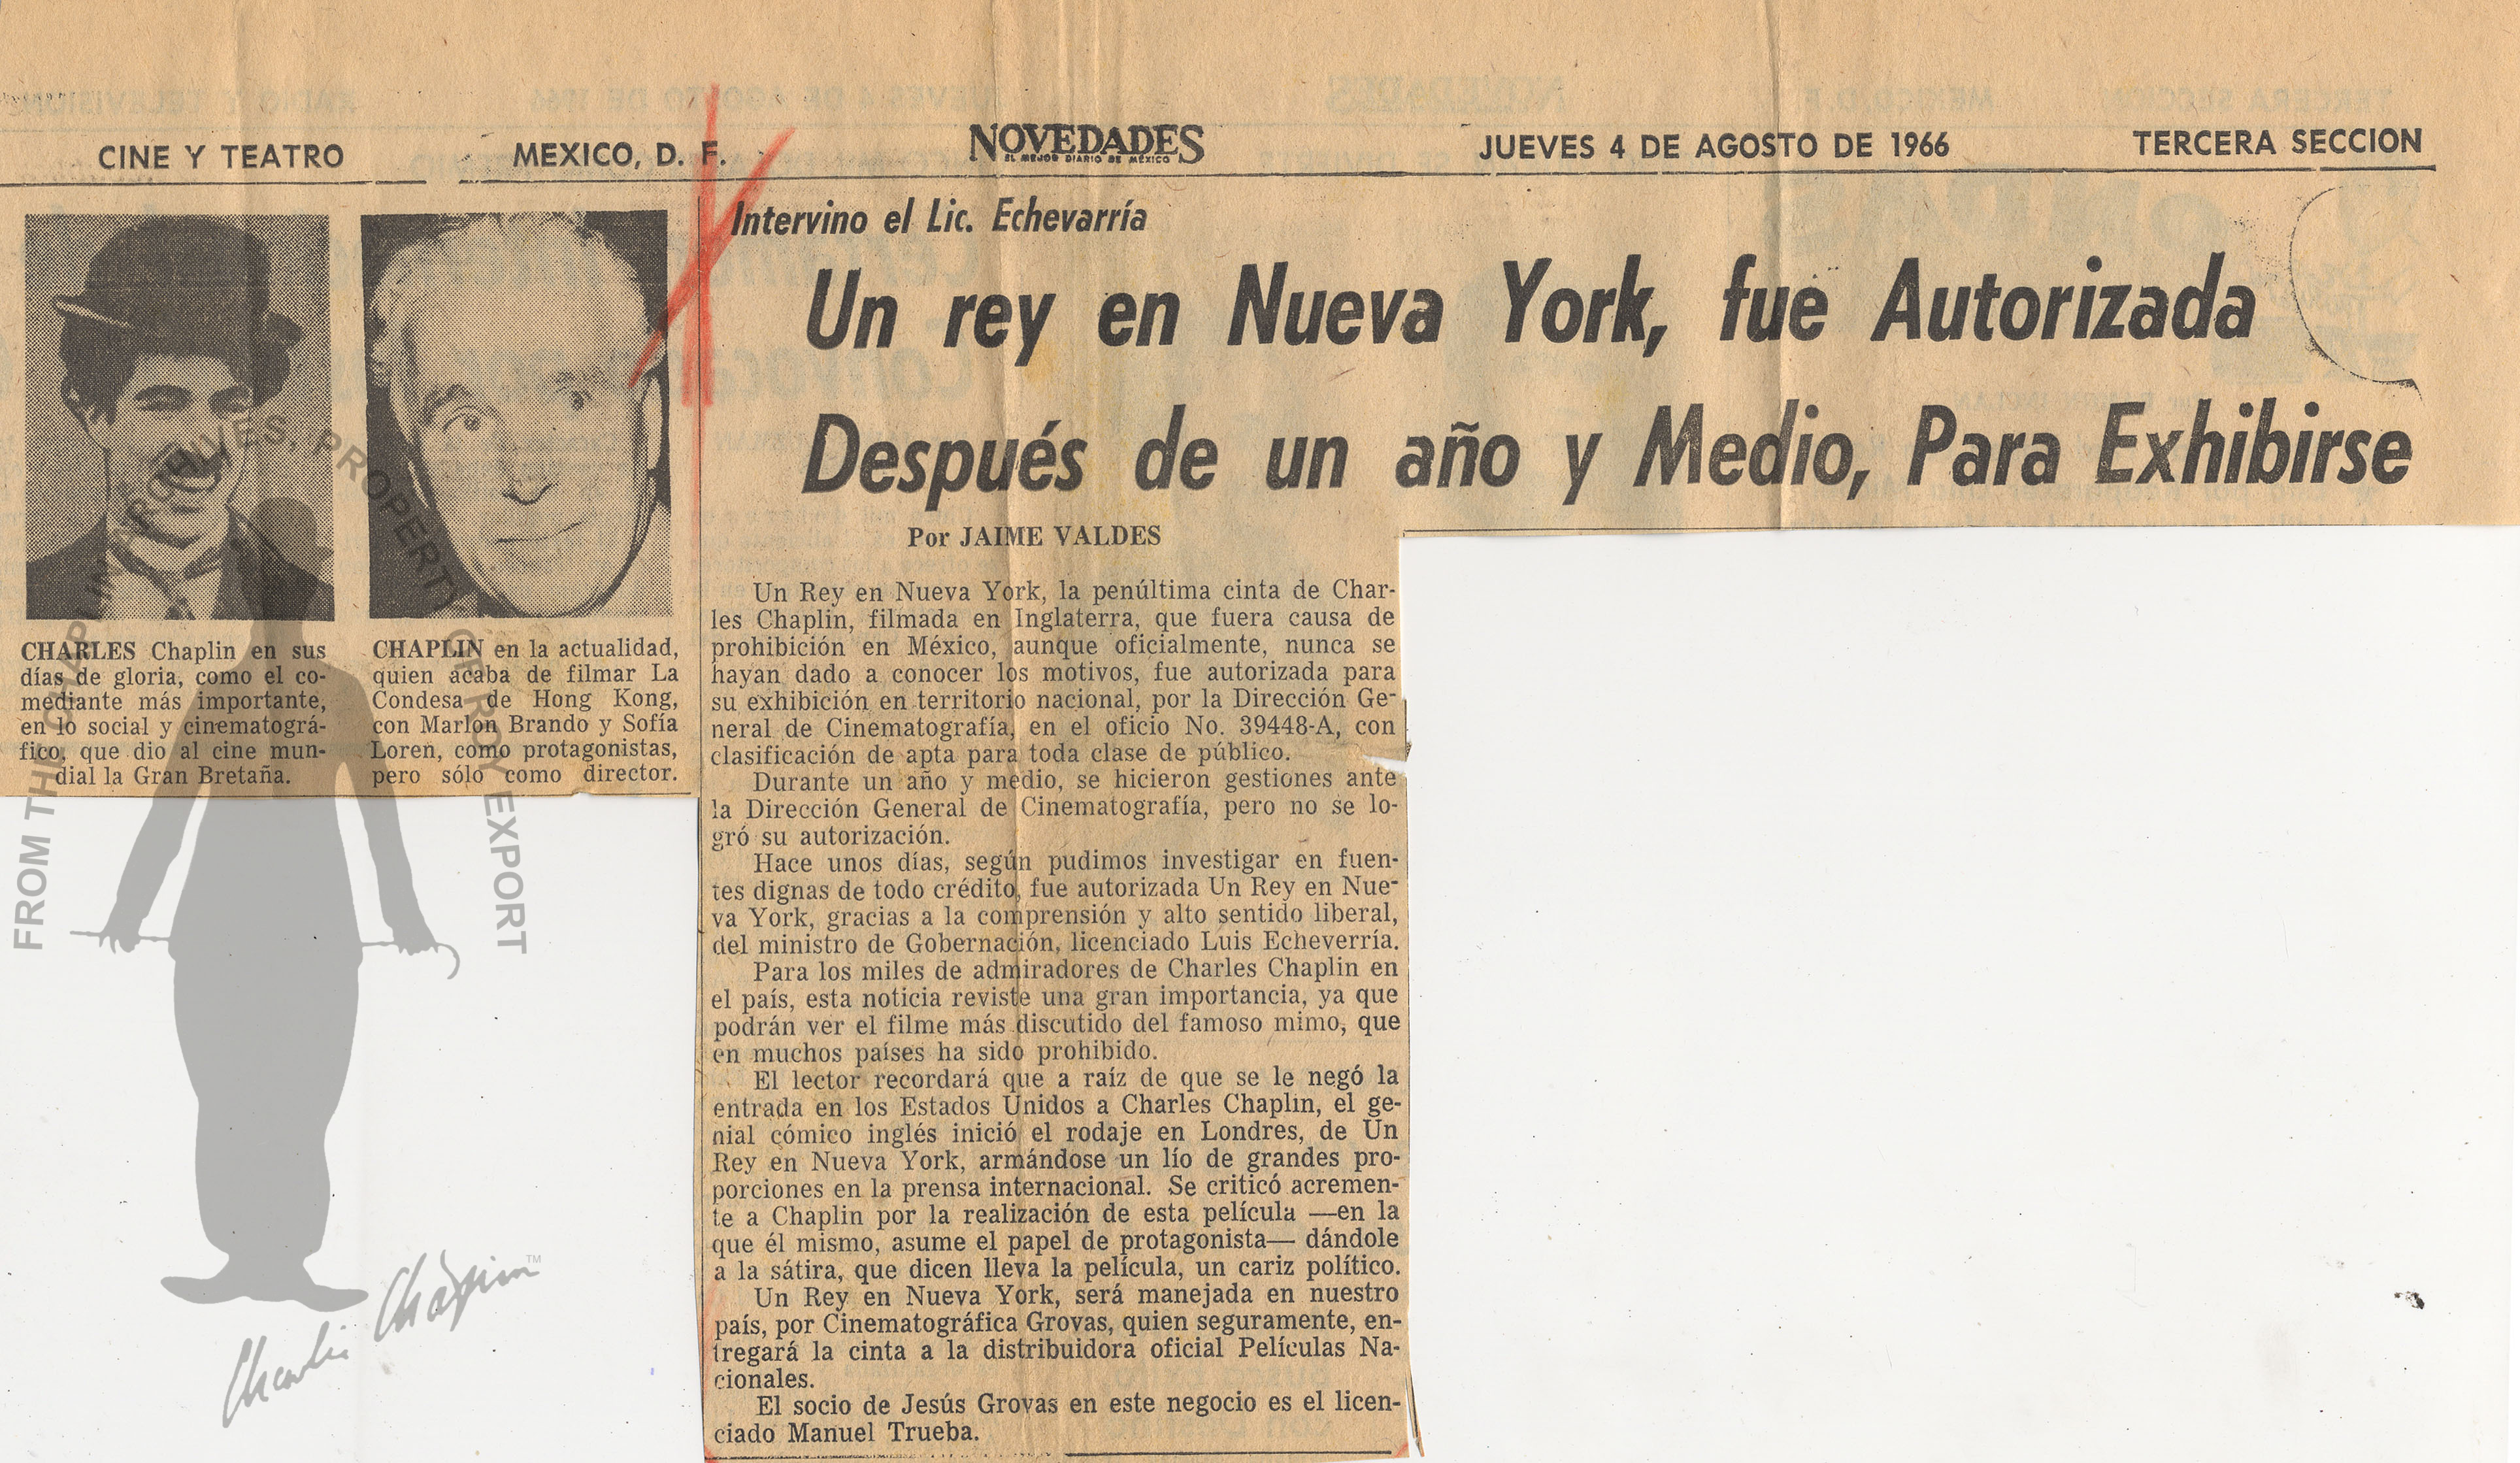 CINE Y TEATRO MEXICO, D. F. NOVEDADES JUEVES 4 DE AGOSTO DE 1966 TERCERA SECCION
EL MEJOR DIARIO DE MÉXICO
Intervino el Lic. Echevarría
Un rey en Nueva York, fue Autorizada
Después de un año y Medio, Para Exhibirse
CHARLES Chaplin en sus
días de gloria, como el co-
mediante más importante,
en lo social y cinematográ-
fico, que dio al cine mun-
dial la Gran Bretaña.
CHAPLIN en la actualidad,
quien acaba de filmar La
Condesa de Hong Kong,
con Marlon Brando y Sofía
Loren, como protagonistas,
pero sólo como director.
Por JAIME VALDES
Un Rey en Nueva York, la penúltima cinta de Char-
les Chaplin, filmada en Inglaterra, que fuera causa de
prohibición en México, aunque oficialmente, nunca se
hayan dado a conocer los motivos, fue autorizada para
su exhibición en territorio nacional, por la Dirección Ge-
neral de Cinematografía, en el oficio No. 39448-A, con
clasificación de apta para toda clase de público.
Durante un año y medio, se hicieron gestiones ante
la Dirección General de Cinematografía, pero no se lo-
gró su autorización.
Hace unos días, según pudimos investigar en fuen-
tes dignas de todo crédito, fue autorizada Un Rey en Nue-
va York, gracias a la comprensión y alto sentido liberal,
del ministro de Gobernación, licenciado Luis Echeverría.
Para los miles de admiradores de Charles Chaplin en
el país, esta noticia reviste una gran importancia, ya que
podrán ver el filme más discutido del famoso mimo, que
en muchos países ha sido prohibido.
El lector recordará que a raíz de que se le negó la
entrada en los Estados Unidos a Charles Chaplin, el ge-
nial cómico inglés inició el rodaje en Londres, de Un
Rey en Nueva York, armándose un lío de grandes pro-
porciones en la prensa internacional. Se criticó acremen-
te a Chaplin por la realización de esta película —en la
que él mismo, asume el papel de protagonista— dándole
a la sátira, que dicen lleva la película, un cariz político.
Un Rey en Nueva York, será manejada en nuestro
país, por Cinematográfica Grovas, quien seguramente, en-
tregará la cinta a la distribuidora oficial Películas Na-
cionales.
El socio de Jesús Grovas en este negocio es el licen-
ciado Manuel Trueba.
FROM THE CHAPLIN ARCHIVES, PROPERTY OF ROY EXPORT
Charlie Chaplin™